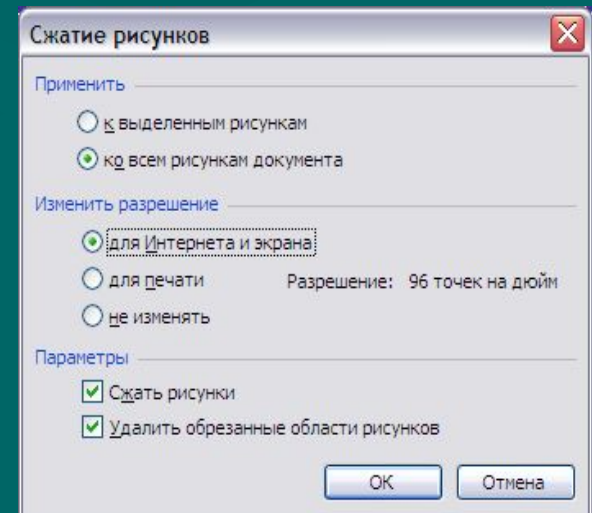 Сжатие рисунков
Применить
к выделенным рисункам
ко всем рисункам документа
Изменить разрешение
для Интернета и экрана
для печати Разрешение: 96 точек на дюйм
не изменять
Параметры
Сжать рисунки
Удалить обрезанные области рисунков
ОК Отмена